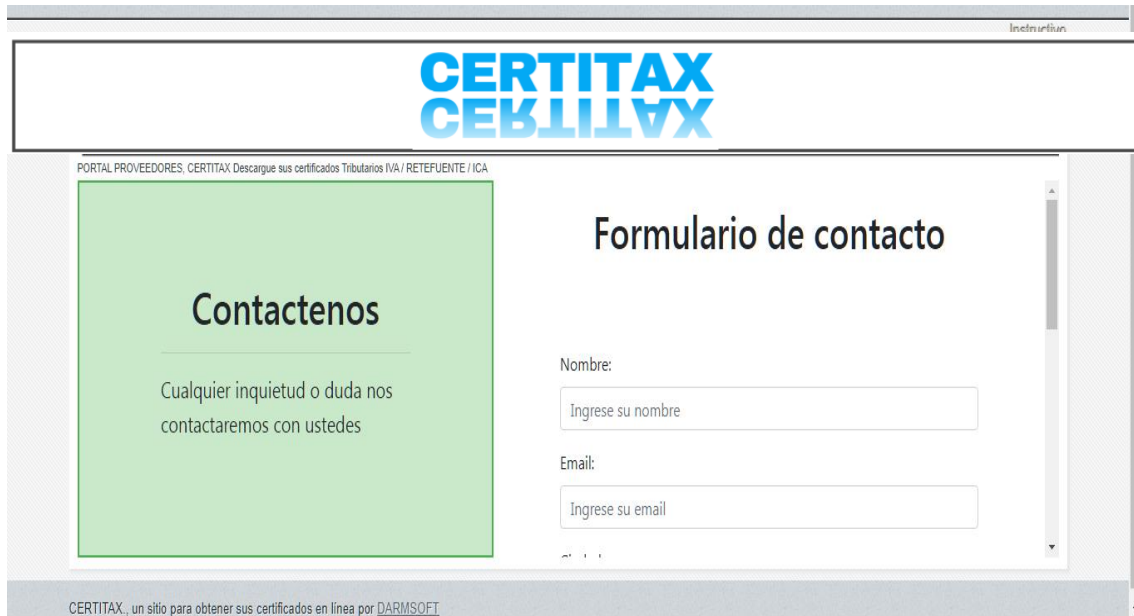 Instructivo
CERTITAX
PORTAL PROVEEDORES, CERTITAX Descargue sus certificados Tributarios IVA / RETEFUENTE / ICA
Contactenos
Cualquier inquietud o duda nos
contactaremos con ustedes
Formulario de contacto
Nombre:
Ingrese su nombre
Email:
Ingrese su email
CERTITAX., un sitio para obtener sus certificados en línea por DARMSOFT